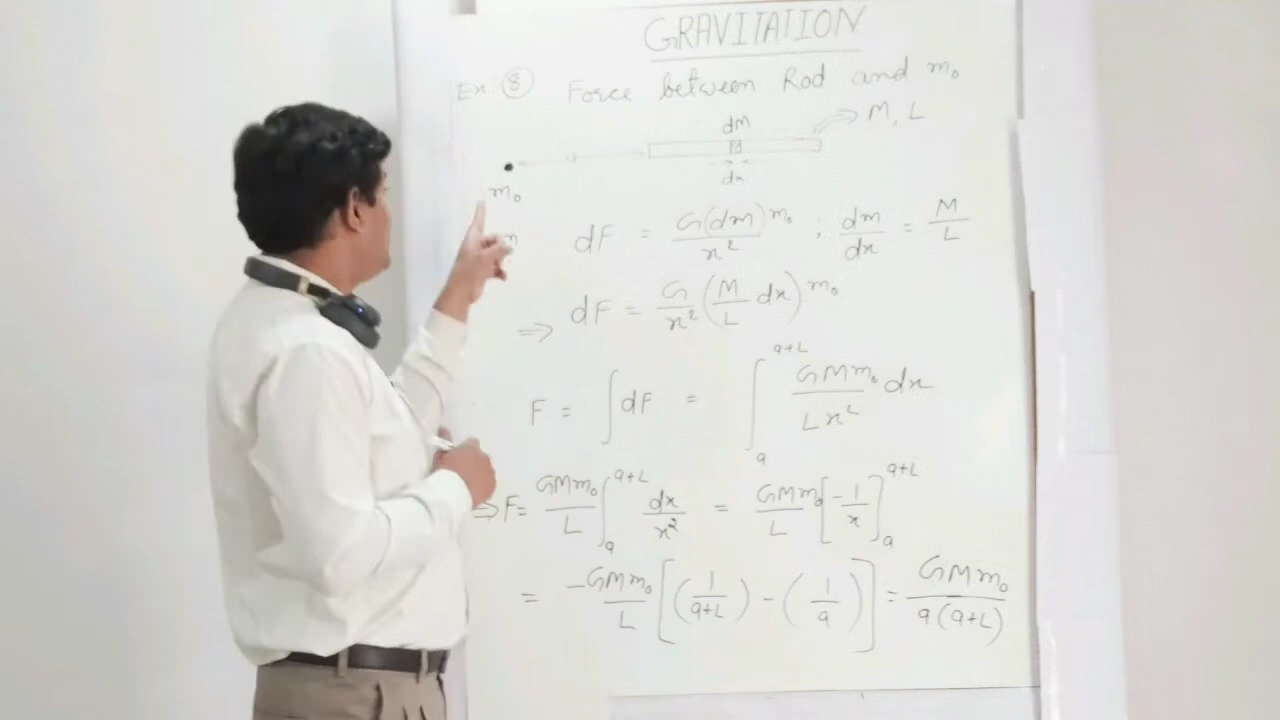 GRAVITATION
Ex: 8 Force between Rod and m₀
dM
M, L
dx
m₀
dF = G(dm)m₀/x² ; dm/dx = M/L
⇒ dF = G/x² (M/L dx) m₀
F = ∫dF = ∫ₐ^(a+L) GMm₀/Lx² dx
⇒ F = GMm₀/L ∫ₐ^(a+L) dx/x² = GMm₀/L [-1/x]ₐ^(a+L)
= -GMm₀/L [(1/a+L) - (1/a)] = GMm₀/a(a+L)